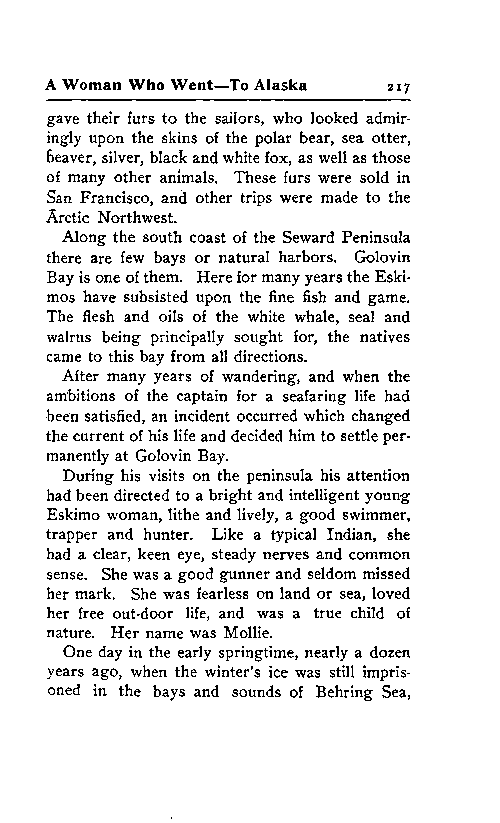 A Woman Who Went—To Alaska 217
gave their furs to the sailors, who looked admir-
ingly upon the skins of the polar bear, sea otter,
beaver, silver, black and white fox, as well as those
of many other animals. These furs were sold in
San Francisco, and other trips were made to the
Arctic Northwest.
Along the south coast of the Seward Peninsula
there are few bays or natural harbors. Golovin
Bay is one of them. Here for many years the Eski-
mos have subsisted upon the fine fish and game.
The flesh and oils of the white whale, seal and
walrus being principally sought for, the natives
came to this bay from all directions.
After many years of wandering, and when the
ambitions of the captain for a seafaring life had
been satisfied, an incident occurred which changed
the current of his life and decided him to settle per-
manently at Golovin Bay.
During his visits on the peninsula his attention
had been directed to a bright and intelligent young
Eskimo woman, lithe and lively, a good swimmer,
trapper and hunter. Like a typical Indian, she
had a clear, keen eye, steady nerves and common
sense. She was a good gunner and seldom missed
her mark. She was fearless on land or sea, loved
her free out-door life, and was a true child of
nature. Her name was Mollie.
One day in the early springtime, nearly a dozen
years ago, when the winter's ice was still impris-
oned in the bays and sounds of Behring Sea,